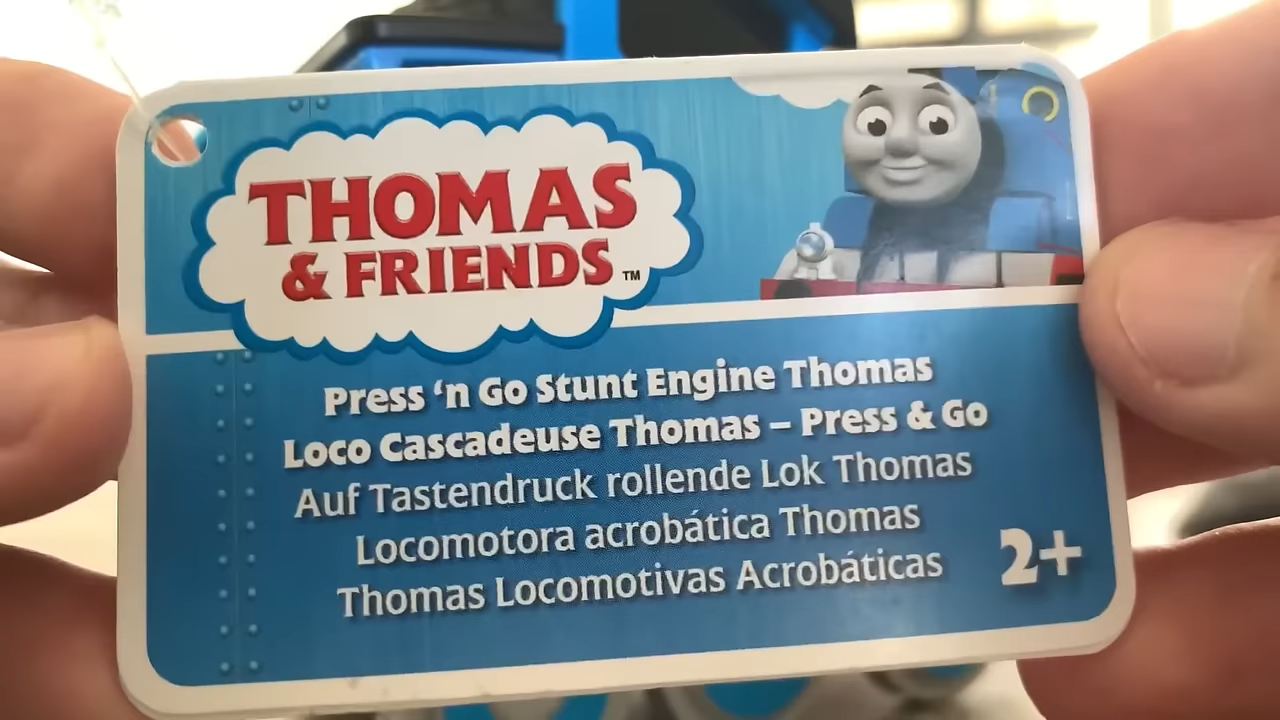 THOMAS
& FRIENDS™
Press ‘n Go Stunt Engine Thomas
Loco Cascadeuse Thomas – Press & Go
Auf Tastendruck rollende Lok Thomas
Locomotora acrobática Thomas
Thomas Locomotivas Acrobáticas
2+